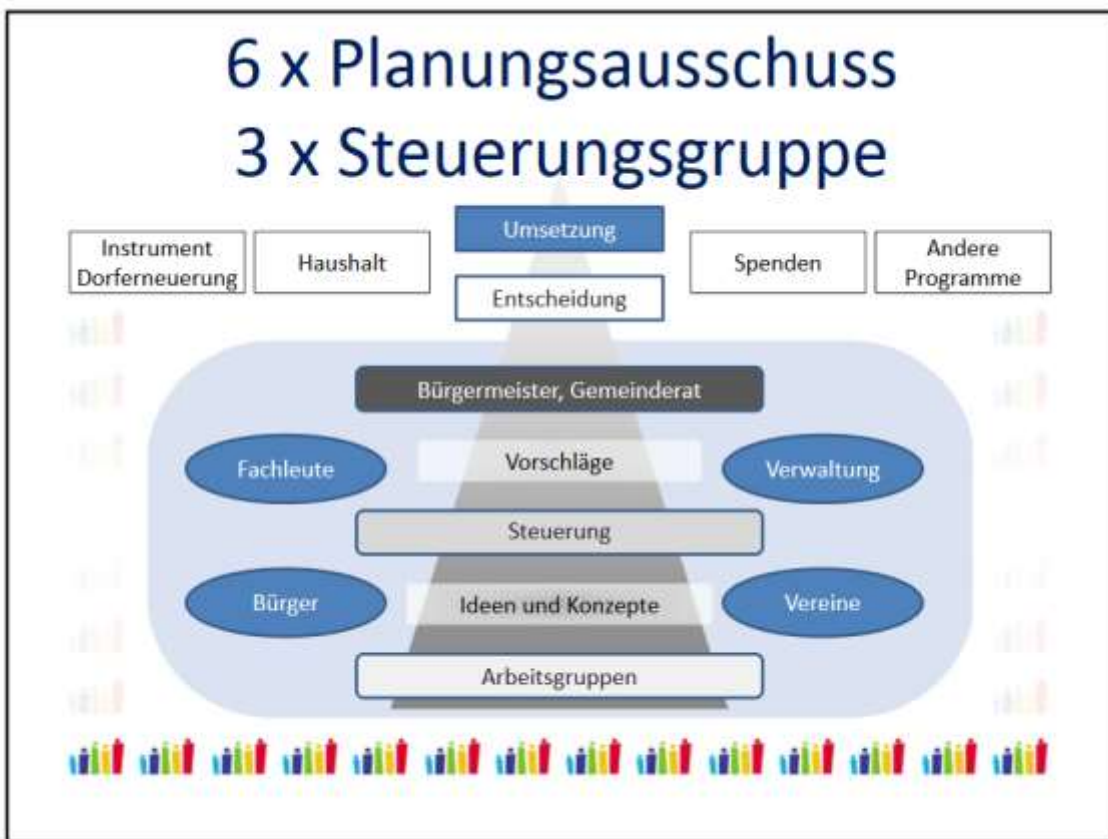 6 x Planungsausschuss
3 x Steuerungsgruppe
Instrument
Dorferneuerung
Haushalt
Umsetzung
Spenden
Andere
Programme
Entscheidung
Bürgermeister, Gemeinderat
Fachleute
Vorschläge
Verwaltung
Steuerung
Bürger
Ideen und Konzepte
Vereine
Arbeitsgruppen